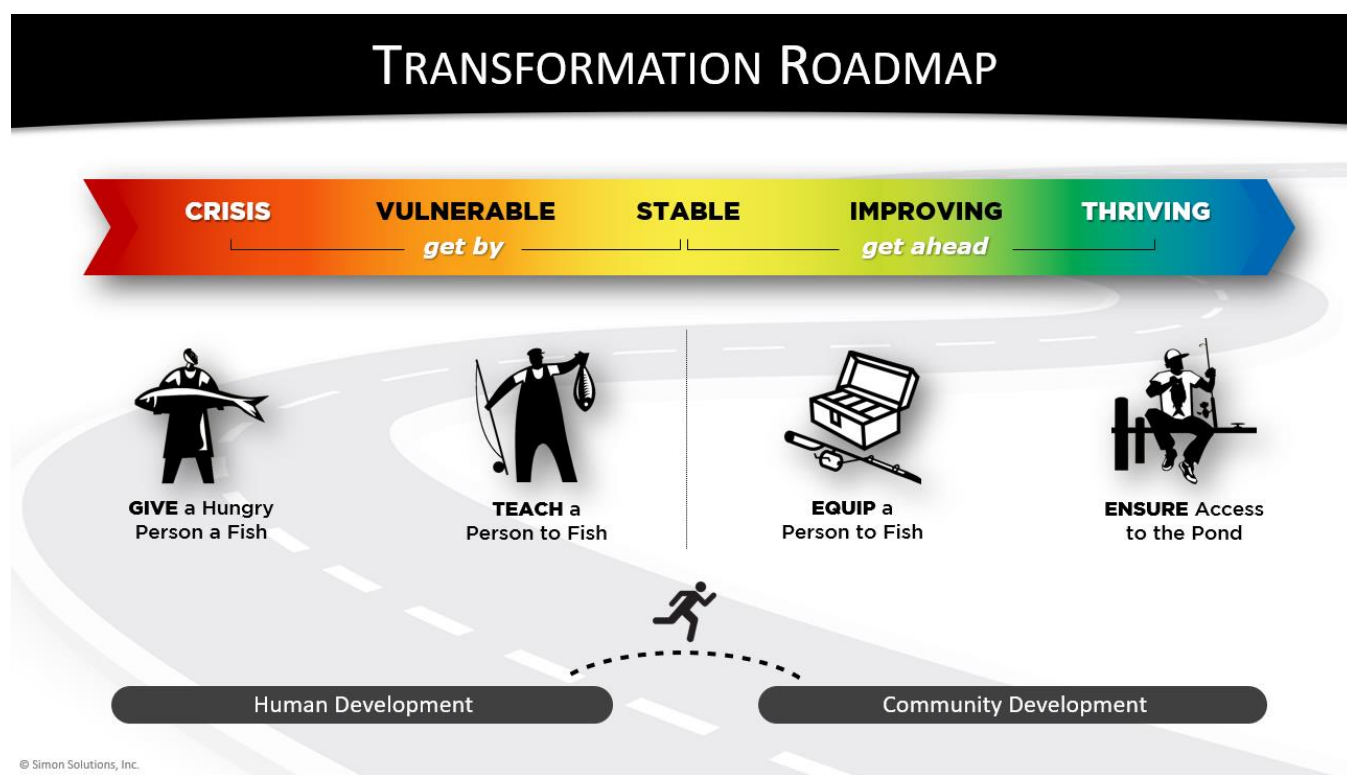 TRANSFORMATION ROADMAP
CRISIS VULNERABLE STABLE IMPROVING THRIVING
get by get ahead
GIVE a Hungry
Person a Fish
TEACH a
Person to Fish
EQUIP a
Person to Fish
ENSURE Access
to the Pond
Human Development
Community Development
© Simon Solutions, Inc.